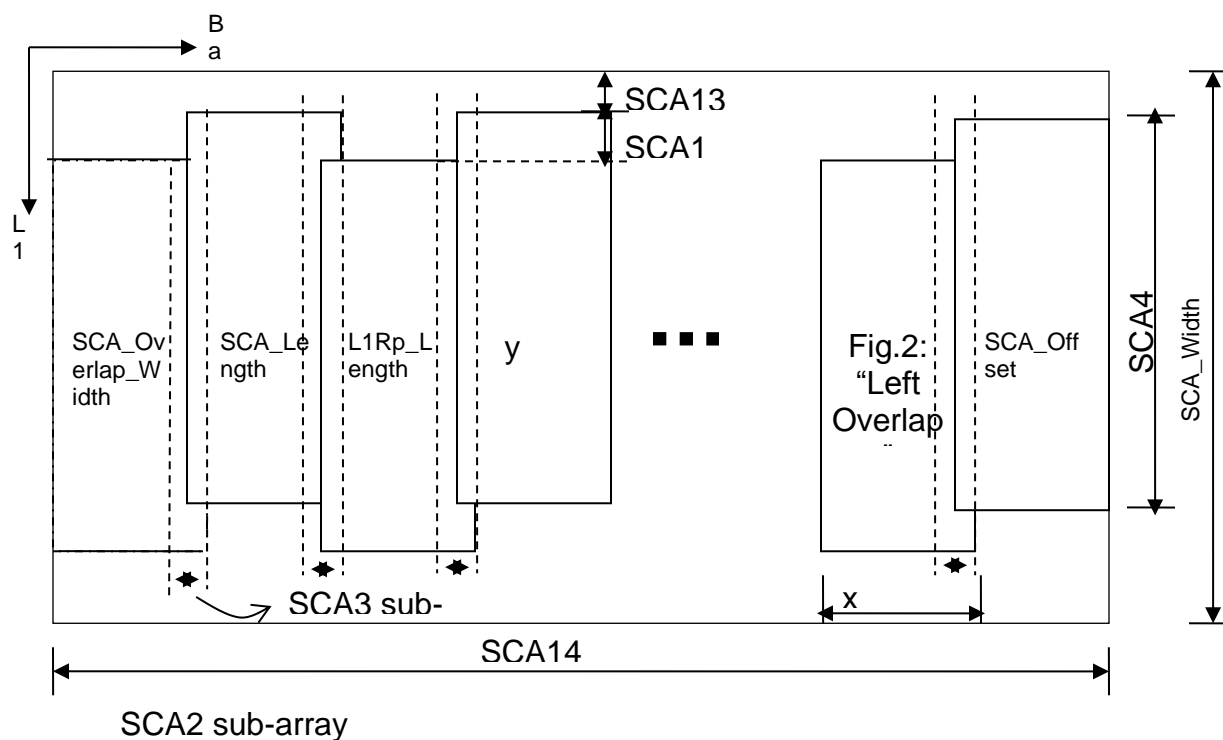 B
a
SCA13
SCA1
L
1
SCA_Ov
erlap_W
idth
SCA_Le
ngth
L1Rp_L
ength
y
Fig.2:
“Left
Overlap
”
SCA_Off
set
SCA4
SCA_Width
SCA3 sub-
x
SCA14
SCA2 sub-array